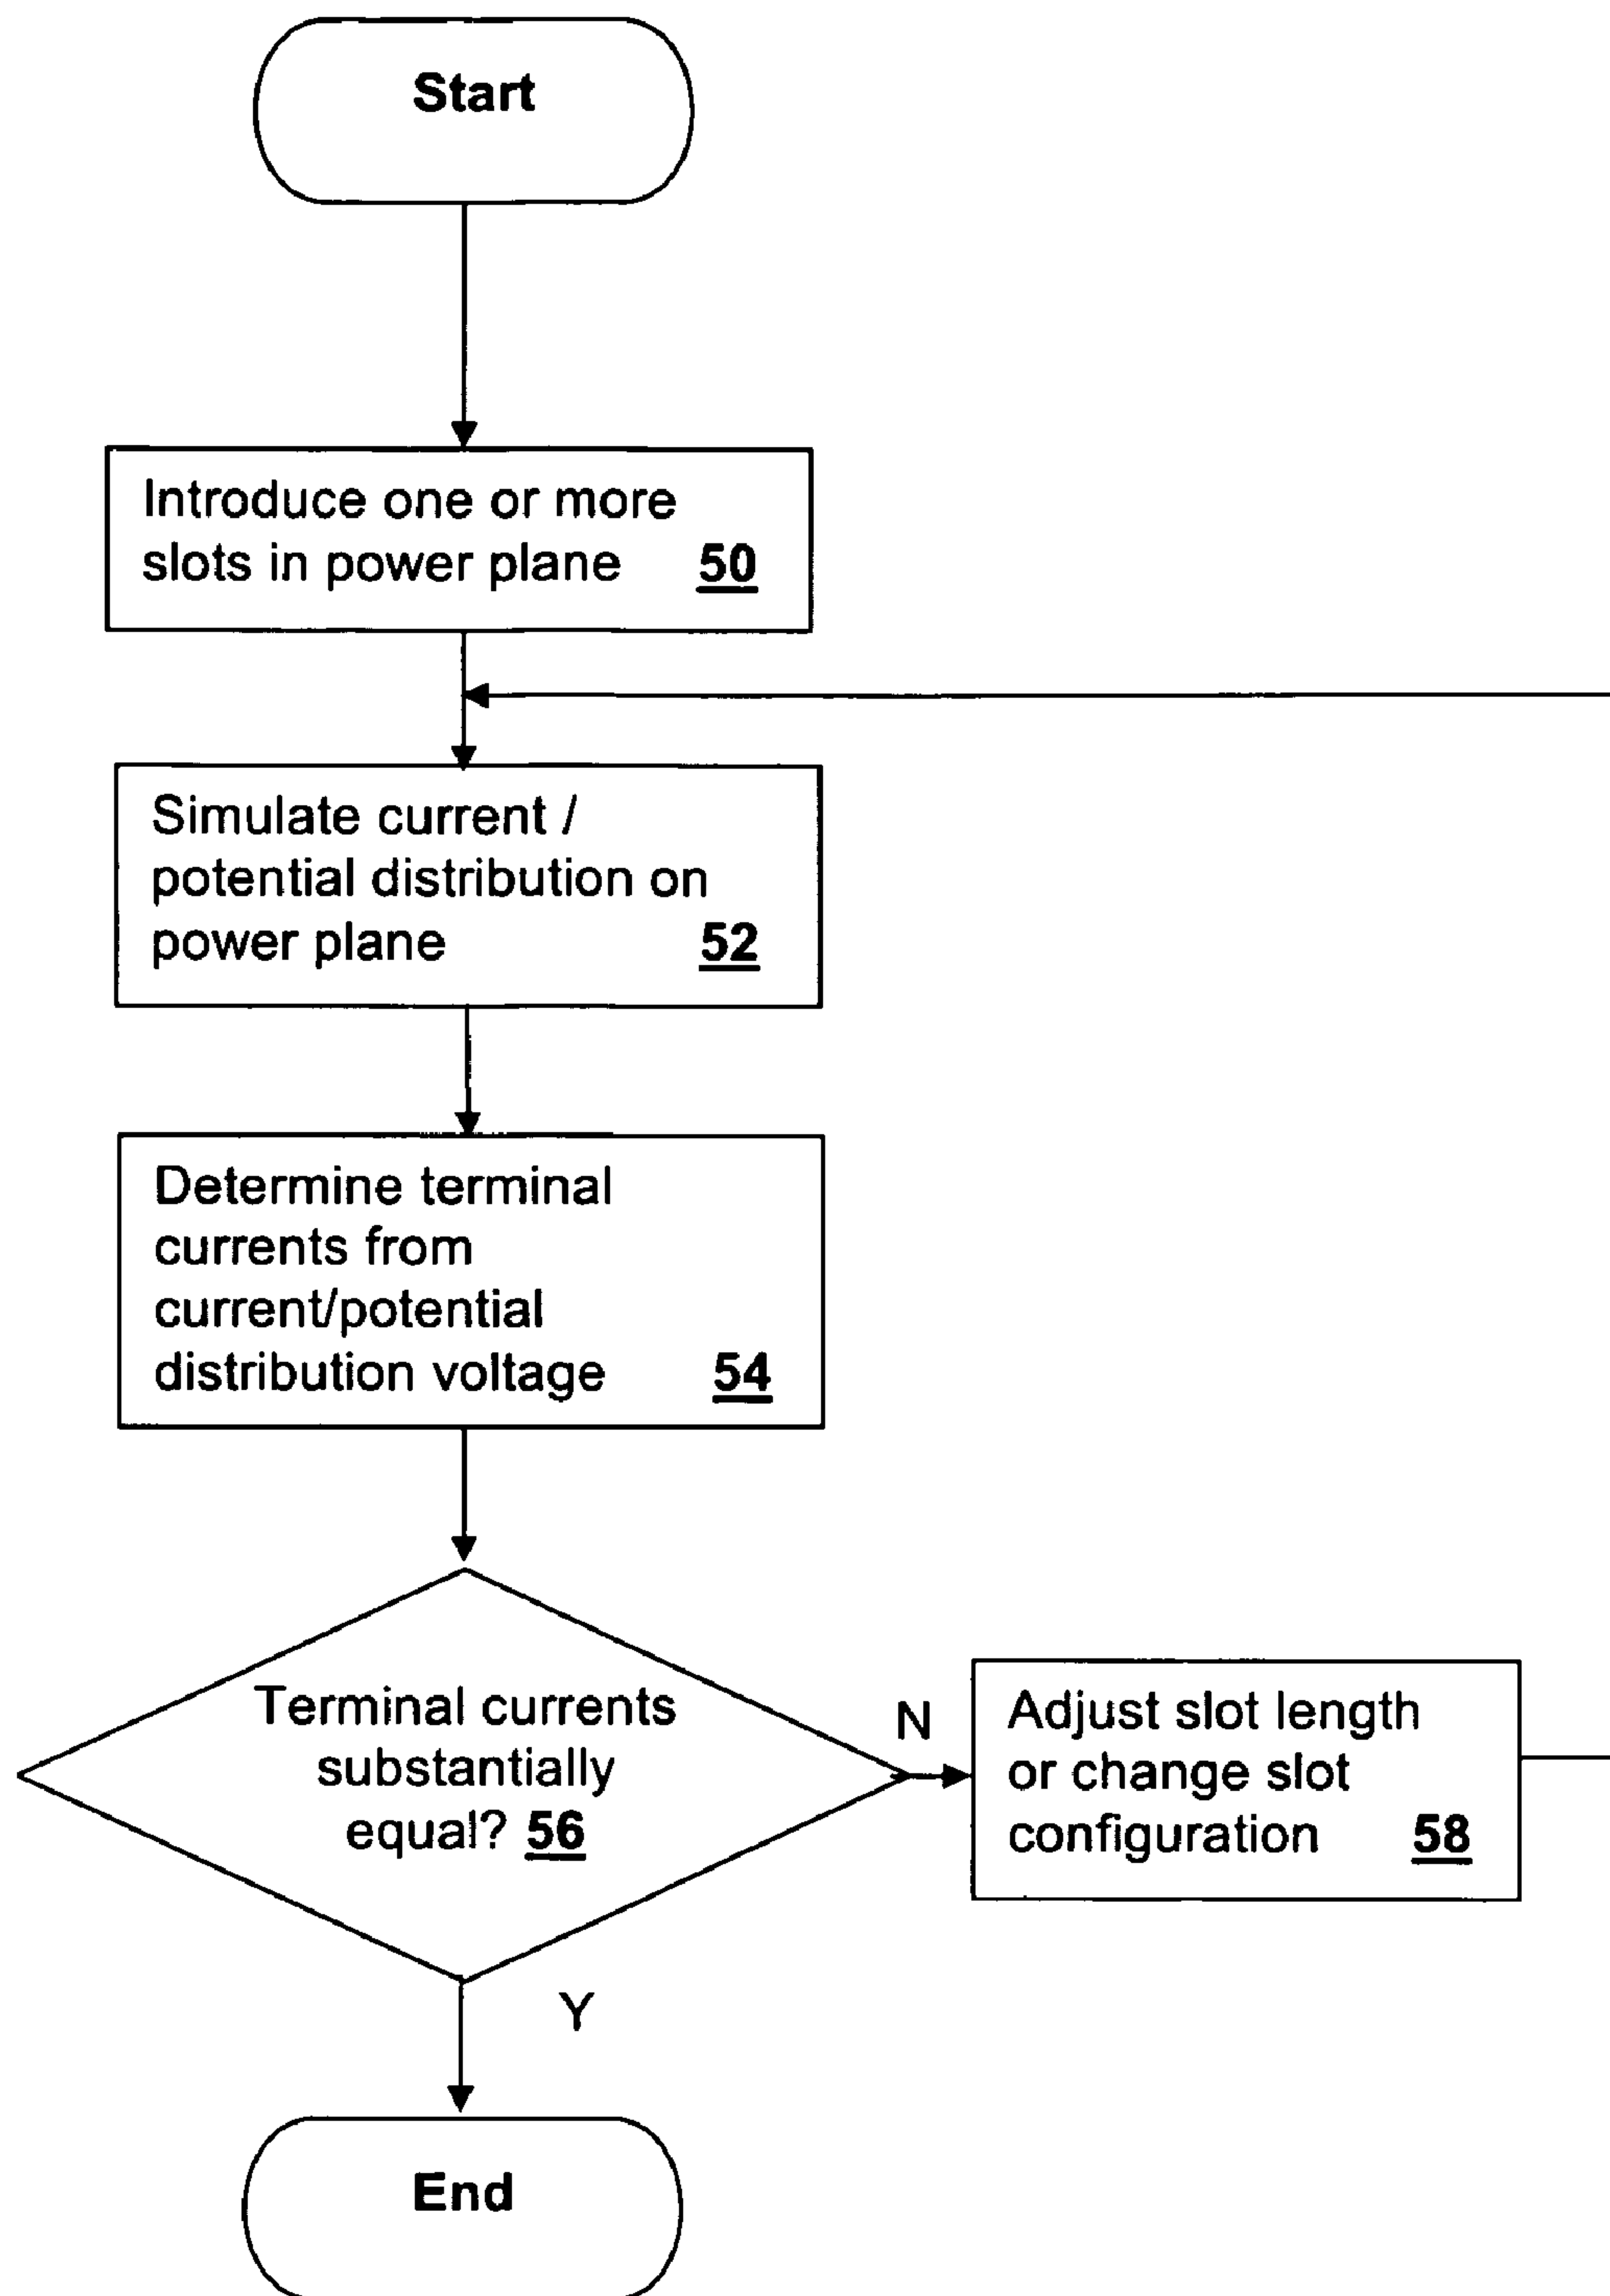 Start
Introduce one or more
slots in power plane 50
Simulate current /
potential distribution on
power plane 52
Determine terminal
currents from
current/potential
distribution voltage 54
Terminal currents
substantially
equal? 56
N
Adjust slot length
or change slot
configuration 58
Y
End